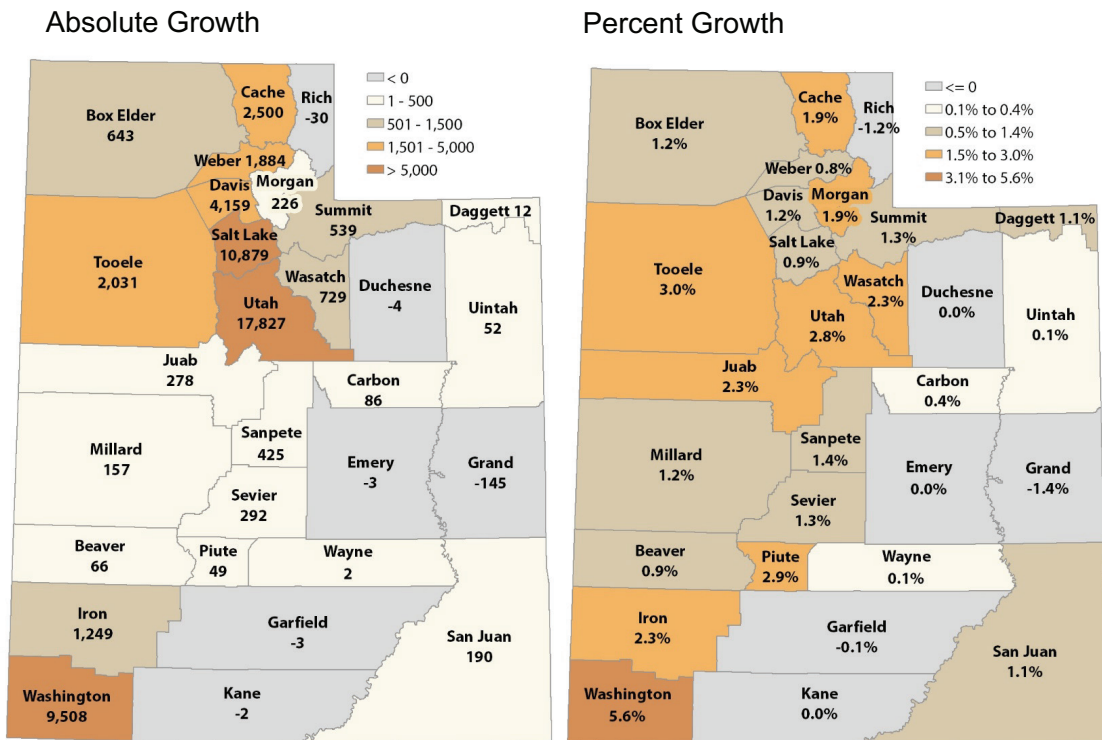 Absolute Growth
< 0
1 - 500
501 - 1,500
1,501 - 5,000
> 5,000
Box Elder
643
Cache
2,500
Rich
-30
Weber 1,884
Davis
4,159
Morgan
226
Summit
539
Daggett 12
Salt Lake
10,879
Tooele
2,031
Wasatch
729
Duchesne
-4
Uintah
52
Utah
17,827
Juab
278
Carbon
86
Millard
157
Sanpete
425
Emery
-3
Grand
-145
Sevier
292
Beaver
66
Piute
49
Wayne
2
Iron
1,249
Garfield
-3
San Juan
190
Washington
9,508
Kane
-2
Percent Growth
<= 0
0.1% to 0.4%
0.5% to 1.4%
1.5% to 3.0%
3.1% to 5.6%
Box Elder
1.2%
Cache
1.9%
Rich
-1.2%
Weber 0.8%
Davis
1.2%
Morgan
1.9%
Summit
1.3%
Daggett 1.1%
Salt Lake
0.9%
Tooele
3.0%
Wasatch
2.3%
Duchesne
0.0%
Uintah
0.1%
Utah
2.8%
Juab
2.3%
Carbon
0.4%
Millard
1.2%
Sanpete
1.4%
Emery
0.0%
Grand
-1.4%
Sevier
1.3%
Beaver
0.9%
Piute
2.9%
Wayne
0.1%
Iron
2.3%
Garfield
-0.1%
San Juan
1.1%
Washington
5.6%
Kane
0.0%